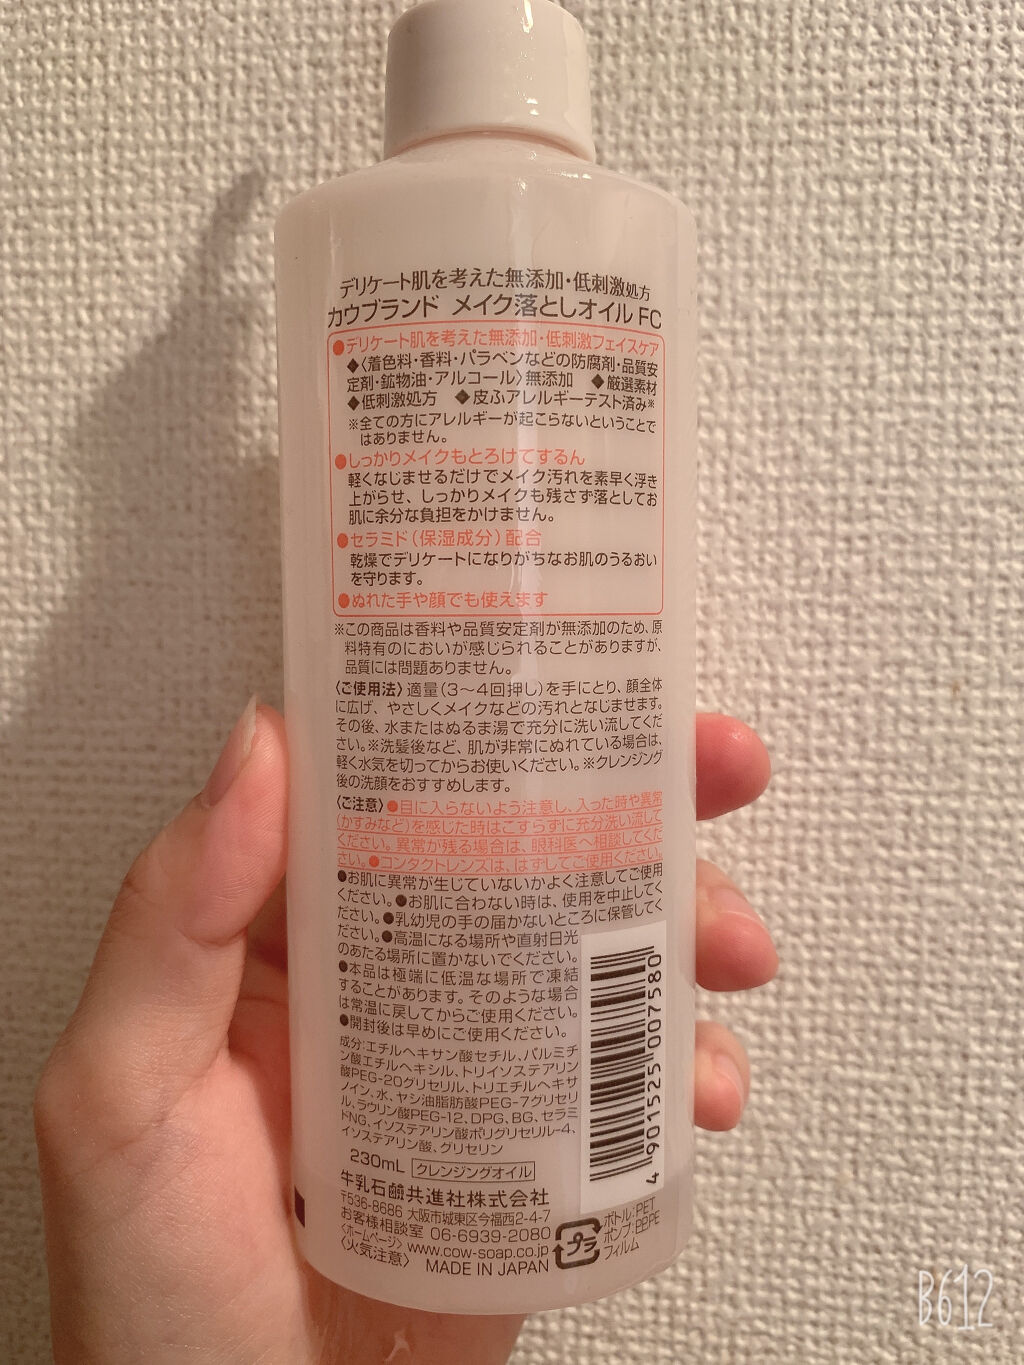 デリケート肌を考えた無添加・低刺激処方
カウブランド メイク落としオイルFC
●デリケート肌を考えた無添加・低刺激フェイスケア
◆〈着色料・香料・パラベンなどの防腐剤・品質安
定剤・鉱物油・アルコール〉無添加 ◆厳選素材
◆低刺激処方 ◆皮ふアレルギーテスト済み※
※全ての方にアレルギーが起こらないということで
はありません。
●しっかりメイクもとろけてするん
軽くなじませるだけでメイク汚れを素早く浮き
上がらせ、しっかりメイクも残さず落としてお
肌に余分な負担をかけません。
●セラミド(保湿成分)配合
乾燥でデリケートになりがちなお肌のうるおい
を守ります。
●ぬれた手や顔でも使えます
※この商品は香料や品質安定剤が無添加のため、原
料特有のにおいが感じられることがありますが、
品質には問題ありません。
〈ご使用法〉適量(3〜4回押し)を手にとり、顔全体
に広げ、やさしくメイクなどの汚れとなじませます。
その後、水またはぬるま湯で充分に洗い流してくだ
さい。※洗髪後など、肌が非常にぬれている場合は、
軽く水気を切ってからお使いください。※クレンジング
後の洗顔をおすすめします。
〈ご注意〉●目に入らないよう注意し、入った時や異常
(かすみなど)を感じた時はこすらずに充分洗い流して
ください。異常が残る場合は、眼科医へ相談してくだ
さい。●コンタクトレンズは、はずしてご使用ください。
●お肌に異常が生じていないかよく注意してご使用
ください。●お肌に合わない時は、使用を中止してく
ださい。●乳幼児の手の届かないところに保管してく
ださい。●高温になる場所や直射日光
のあたる場所に置かないでください。
●本品は極端に低温な場所で凍結
することがあります。そのような場合
は常温に戻してからご使用ください。
●開封後は早めにご使用ください。
成分:エチルヘキサン酸セチル、パルミチ
ン酸エチルヘキシル、トリイソステアリン
酸PEG-20グリセリル、トリエチルヘキサ
ノイン、水、ヤシ油脂肪酸PEG-7グリセリ
ル、ラウリン酸PEG-12、DPG、BG、セラミ
ドNG、イソステアリン酸ポリグリセリル-4、
イソステアリン酸、グリセリン
230mL クレンジングオイル
4 901525 007580
牛乳石鹼共進社株式会社
〒536-8686 大阪市城東区今福西2-4-7
お客様相談室 06-6939-2080
〈ホームページ〉www.cow-soap.co.jp
〈火気注意〉 MADE IN JAPAN
プラ
ボトル:PET
ポンプ:PP,PE
フィルム
B612